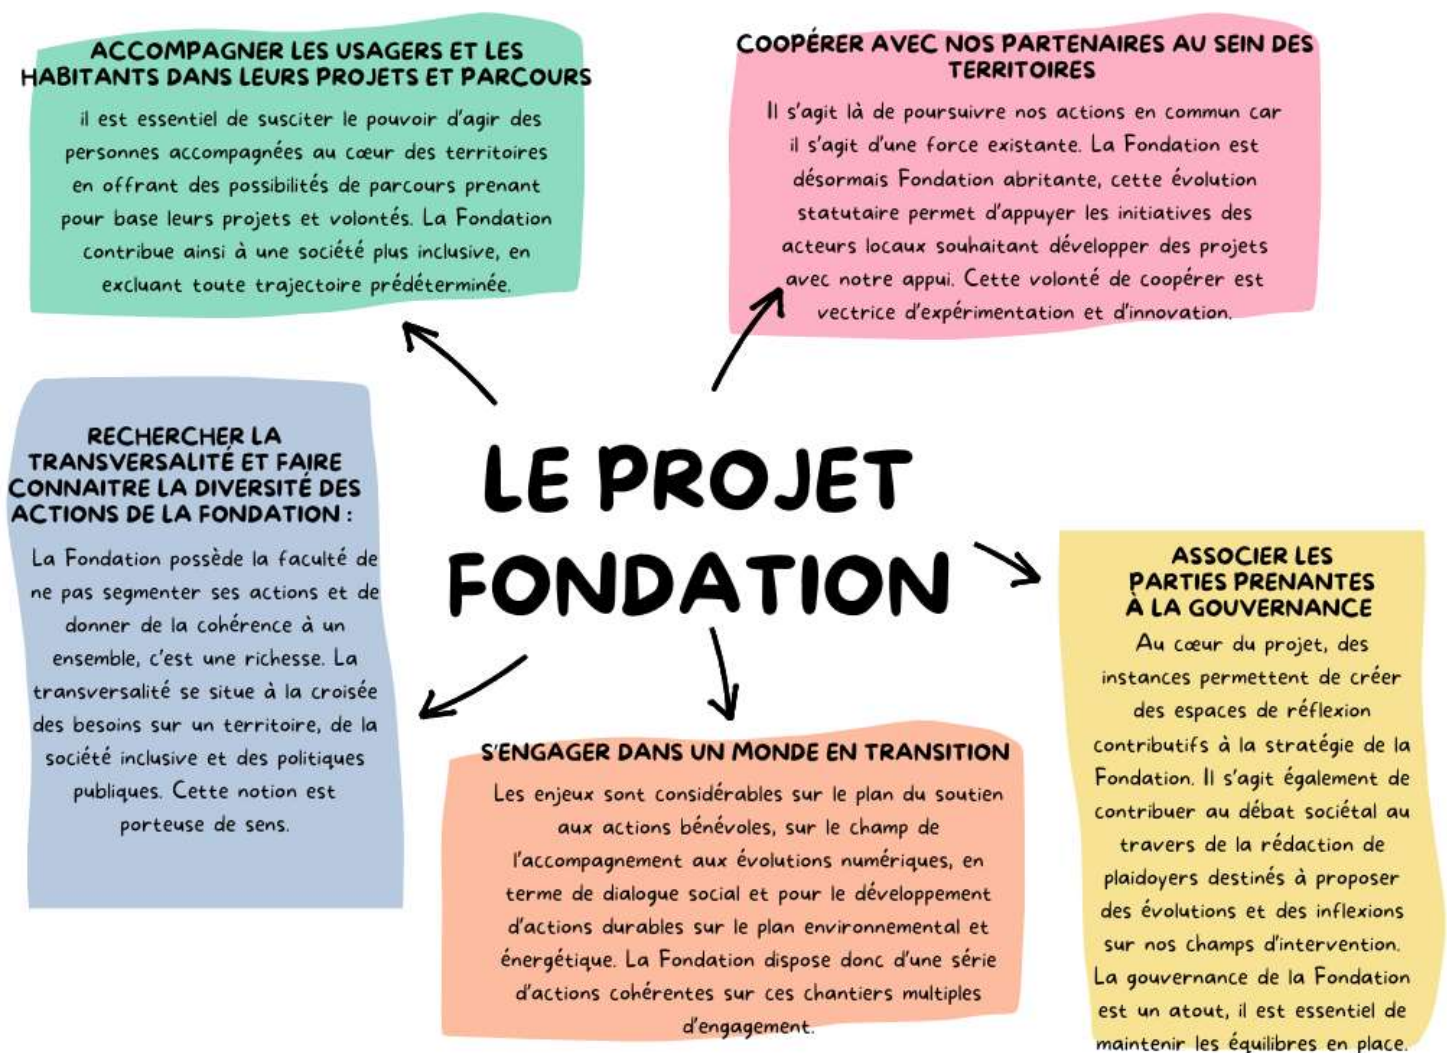 ACCOMPAGNER LES USAGERS ET LES
HABITANTS DANS LEURS PROJETS ET PARCOURS
il est essentiel de susciter le pouvoir d'agir des
personnes accompagnées au cœur des territoires
en offrant des possibilités de parcours prenant
pour base leurs projets et volontés. La Fondation
contribue ainsi à une société plus inclusive, en
excluant toute trajectoire prédéterminée.
COOPÉRER AVEC NOS PARTENAIRES AU SEIN DES
TERRITOIRES
Il s'agit là de poursuivre nos actions en commun car
il s'agit d'une force existante. La Fondation est
désormais Fondation abritante, cette évolution
statutaire permet d'appuyer les initiatives des
acteurs locaux souhaitant développer des projets
avec notre appui. Cette volonté de coopérer est
vectrice d'expérimentation et d'innovation.
RECHERCHER LA
TRANSVERSALITÉ ET FAIRE
CONNAITRE LA DIVERSITÉ DES
ACTIONS DE LA FONDATION :
La Fondation possède la faculté de
ne pas segmenter ses actions et de
donner de la cohérence à un
ensemble, c'est une richesse. La
transversalité se situe à la croisée
des besoins sur un territoire, de la
société inclusive et des politiques
publiques. Cette notion est
porteuse de sens.
LE PROJET
FONDATION
ASSOCIER LES
PARTIES PRENANTES
À LA GOUVERNANCE
Au cœur du projet, des
instances permettent de créer
des espaces de réflexion
contributifs à la stratégie de la
Fondation. Il s'agit également de
contribuer au débat sociétal au
travers de la rédaction de
plaidoyers destinés à proposer
des évolutions et des inflexions
sur nos champs d'intervention.
La gouvernance de la Fondation
est un atout, il est essentiel de
maintenir les équilibres en place.
S'ENGAGER DANS UN MONDE EN TRANSITION
Les enjeux sont considérables sur le plan du soutien
aux actions bénévoles, sur le champ de
l'accompagnement aux évolutions numériques, en
terme de dialogue social et pour le développement
d'actions durables sur le plan environnemental et
énergétique. La Fondation dispose donc d'une série
d'actions cohérentes sur ces chantiers multiples
d'engagement.